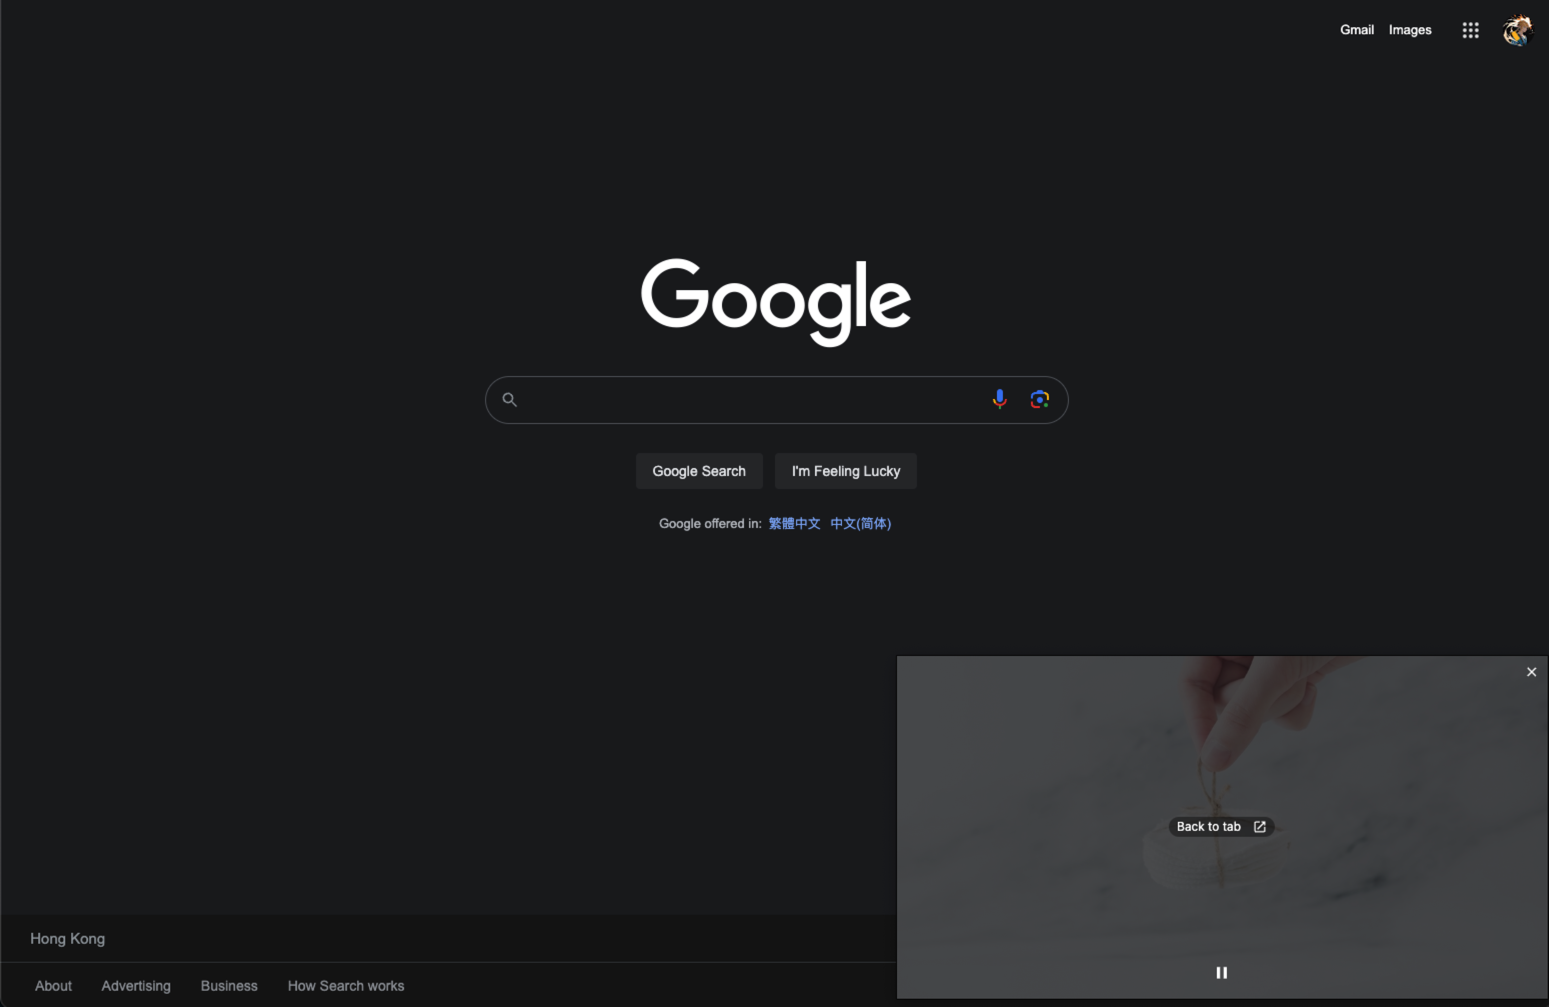 Gmail Images
Google
Google Search I'm Feeling Lucky
Google offered in: 繁體中文 中文(简体)
Back to tab
Hong Kong
About Advertising Business How Search works